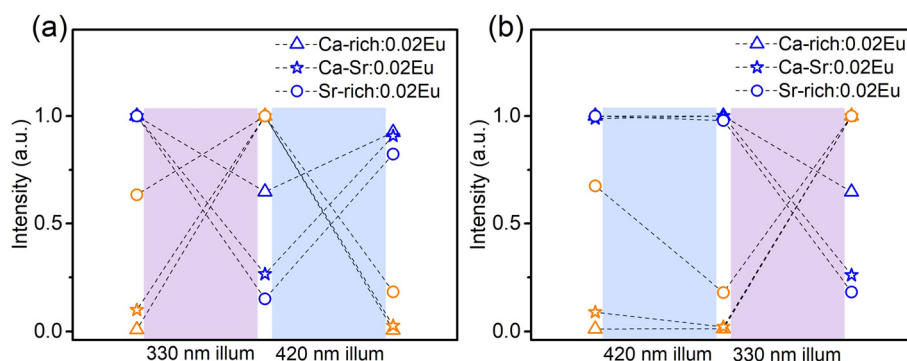 (a)
Ca-rich:0.02Eu
Ca-Sr:0.02Eu
Sr-rich:0.02Eu
Intensity (a.u.)
1.0
0.5
0.0
330 nm illum
420 nm illum
(b)
Ca-rich:0.02Eu
Ca-Sr:0.02Eu
Sr-rich:0.02Eu
Intensity (a.u.)
1.0
0.5
0.0
420 nm illum
330 nm illum